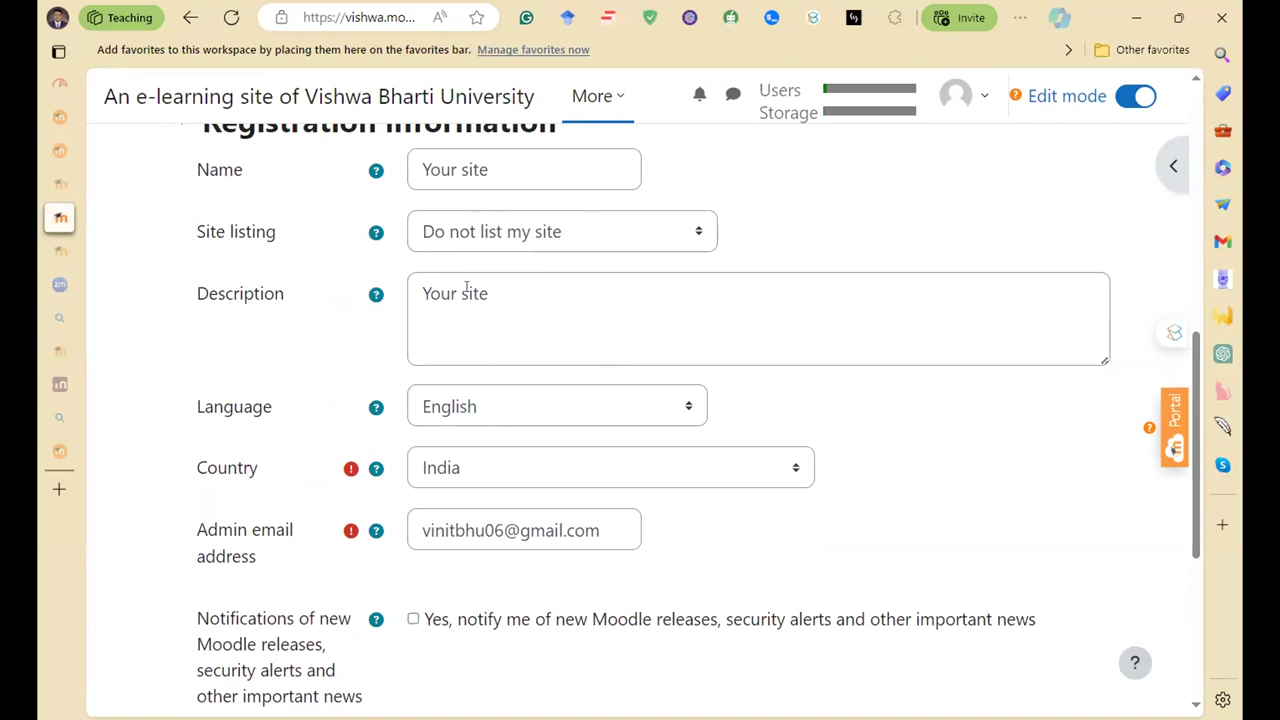 Teaching
https://vishwa.mo...
Invite
Add favorites to this workspace by placing them here on the favorites bar. Manage favorites now
Other favorites
An e-learning site of Vishwa Bharti University
More
Users
Storage
Edit mode
Registration information
Name
Your site
Site listing
Do not list my site
Description
Your site
Language
English
Country
India
Admin email
address
vinitbhu06@gmail.com
Notifications of new
Moodle releases,
security alerts and
other important news
Yes, notify me of new Moodle releases, security alerts and other important news
Portal